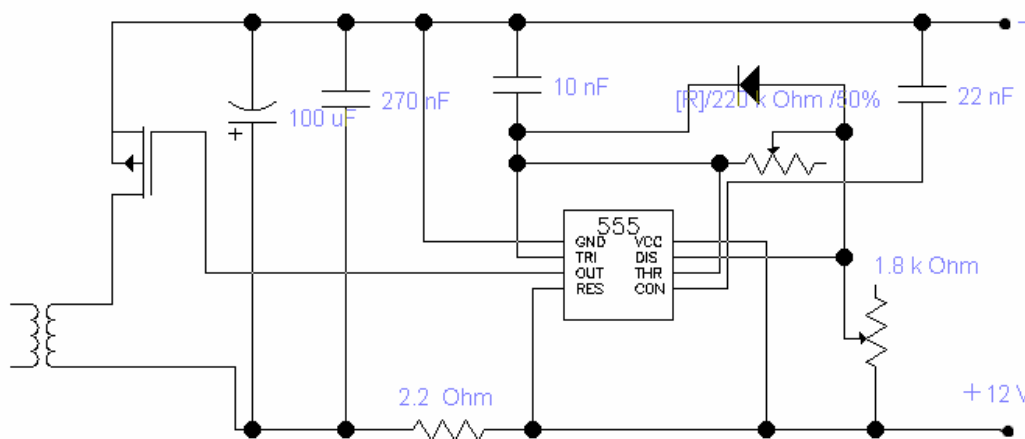 −
100 uF
270 nF
10 nF
[R]/220 k Ohm /50%
22 nF
+
555
GND VCC
TRI DIS
OUT THR
RES CON
1.8 k Ohm
2.2 Ohm
+ 12 V